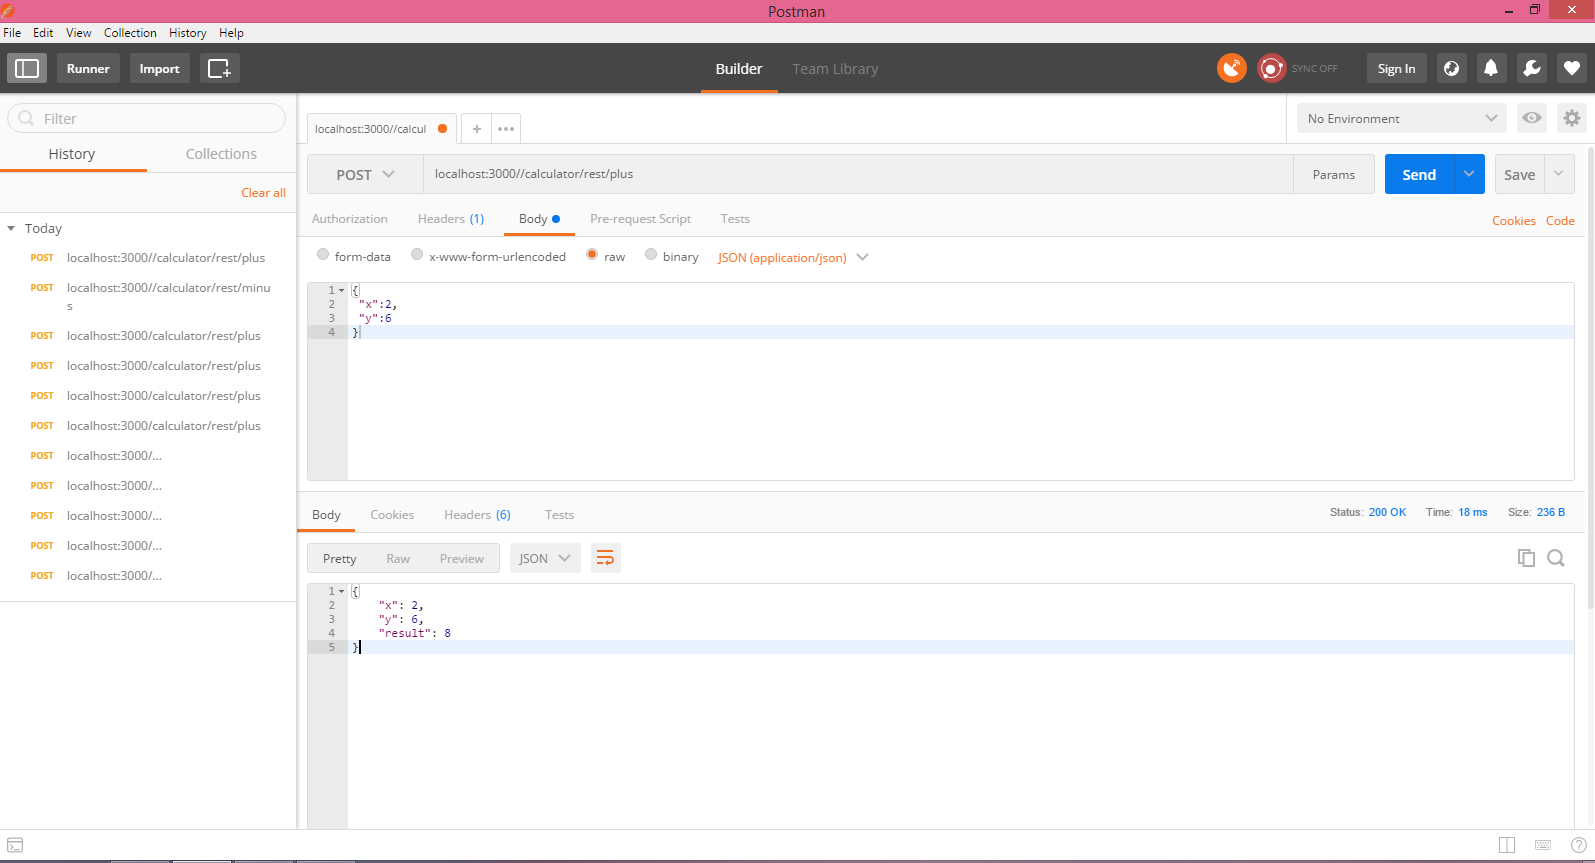 Postman
File Edit View Collection History Help
Runner Import Builder Team Library SYNC OFF Sign In
Filter
History Collections
Clear all
Today
POST localhost:3000//calculator/rest/plus
POST localhost:3000//calculator/rest/minu
s
POST localhost:3000/calculator/rest/plus
POST localhost:3000/calculator/rest/plus
POST localhost:3000/calculator/rest/plus
POST localhost:3000/calculator/rest/plus
POST localhost:3000/...
POST localhost:3000/...
POST localhost:3000/...
POST localhost:3000/...
POST localhost:3000/...
localhost:3000//calcul + ••• No Environment
POST localhost:3000//calculator/rest/plus Params Send Save
Authorization Headers (1) Body Pre-request Script Tests Cookies Code
form-data x-www-form-urlencoded raw binary JSON (application/json)
1 {
2 "x":2,
3 "y":6
4 }
Body Cookies Headers (6) Tests Status: 200 OK Time: 18 ms Size: 236 B
Pretty Raw Preview JSON
1 {
2 "x": 2,
3 "y": 6,
4 "result": 8
5 }